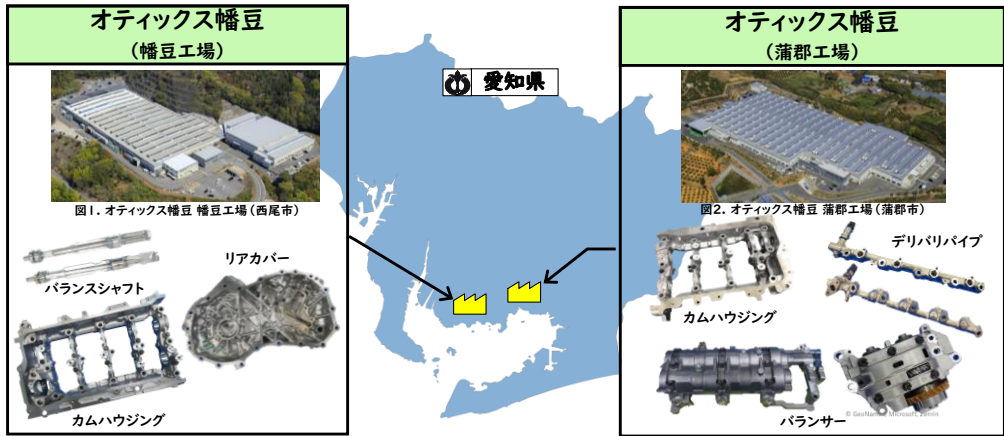 オティックス幡豆
(幡豆工場)
図1. オティックス幡豆 幡豆工場(西尾市)
バランスシャフト
リアカバー
カムハウジング
愛知県
オティックス幡豆
(蒲郡工場)
図2. オティックス幡豆 蒲郡工場(蒲郡市)
デリバリパイプ
カムハウジング
バランサー
© GeoNames, Microsoft, Zenrin